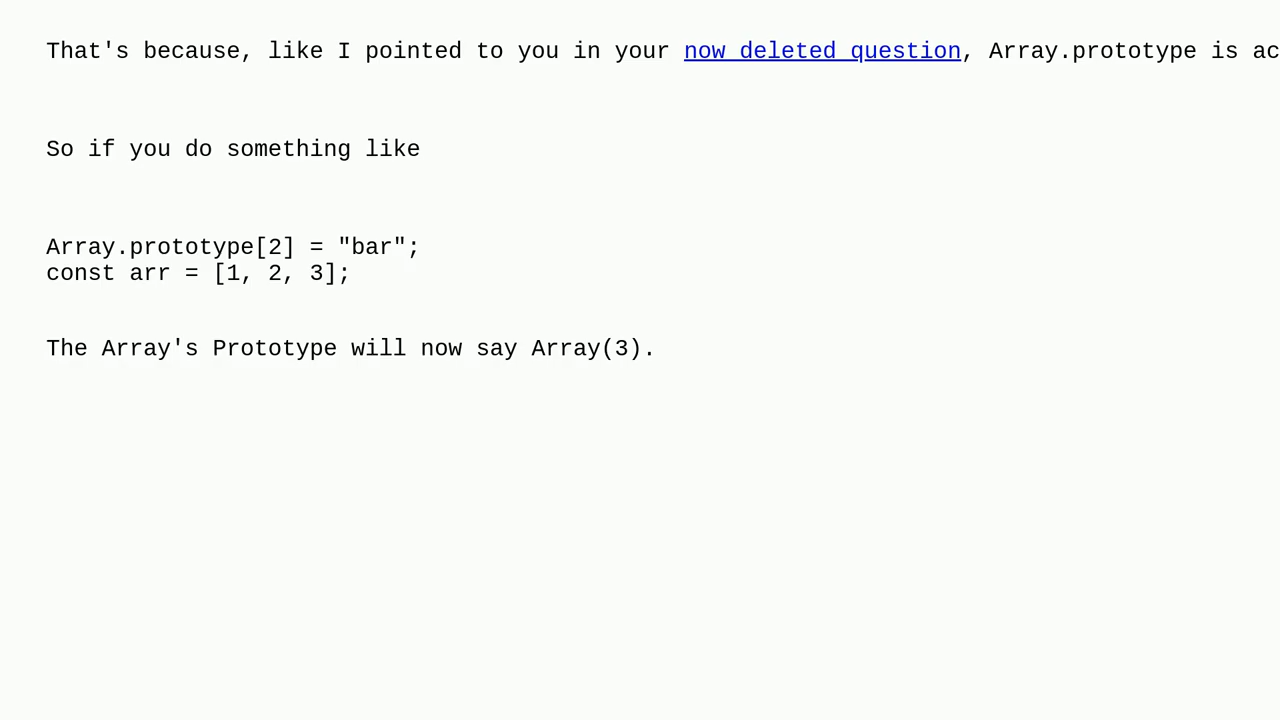 That's because, like I pointed to you in your now deleted question, Array.prototype is
So if you do something like
Array.prototype[2] = "bar";
const arr = [1, 2, 3];
The Array's Prototype will now say Array(3).